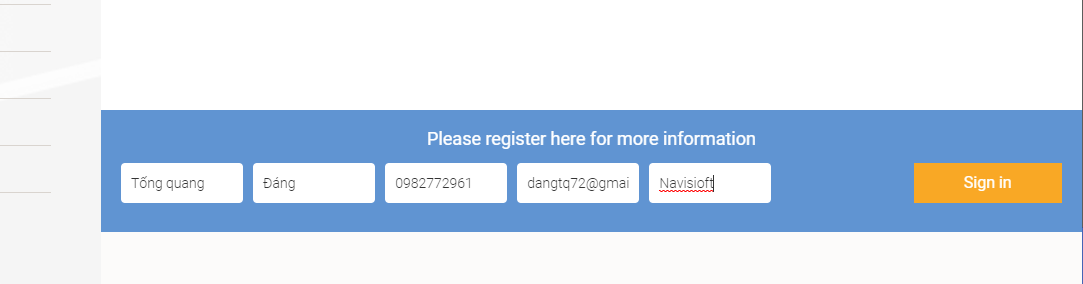 Please register here for more information
Tống quang Đáng 0982772961 dangtq72@gmai Navisioft Sign in